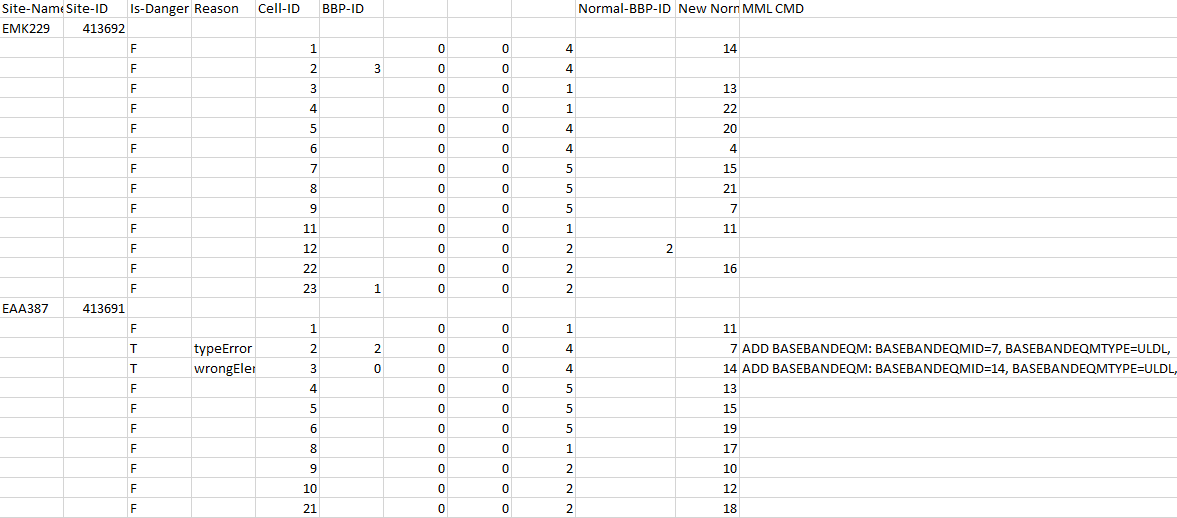 Site-Name Site-ID Is-Danger Reason Cell-ID BBP-ID Normal-BBP-ID New Norn MML CMD
EMK229 413692
F 1 0 0 4 14
F 2 3 0 0 4
F 3 0 0 1 13
F 4 0 0 1 22
F 5 0 0 4 20
F 6 0 0 4 4
F 7 0 0 5 15
F 8 0 0 5 21
F 9 0 0 5 7
F 11 0 0 1 11
F 12 0 0 2 2
F 22 0 0 2 16
F 23 1 0 0 2
EAA387 413691
F 1 0 0 1 11
T typeError 2 2 0 0 4 7 ADD BASEBANDEQM: BASEBANDEQMID=7, BASEBANDEQMTYPE=ULDL,
T wrongEler 3 0 0 0 4 14 ADD BASEBANDEQM: BASEBANDEQMID=14, BASEBANDEQMTYPE=ULDL,
F 4 0 0 5 13
F 5 0 0 5 15
F 6 0 0 5 19
F 8 0 0 1 17
F 9 0 0 2 10
F 10 0 0 2 12
F 21 0 0 2 18